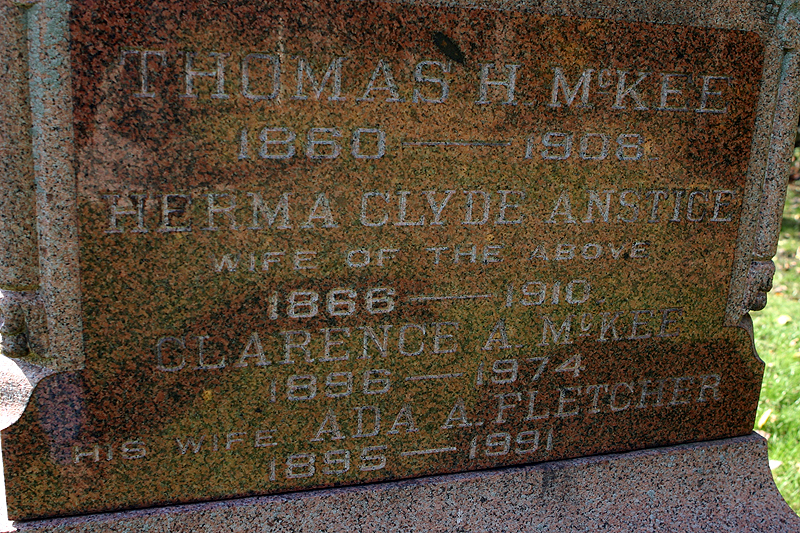 THOMAS H. McKEE
1860 — 1908
HERMA CLYDE ANSTICE
WIFE OF THE ABOVE
1866 — 1910
CLARENCE A. McKEE
1896 — 1974
HIS WIFE ADA A. FLETCHER
1895 — 1991